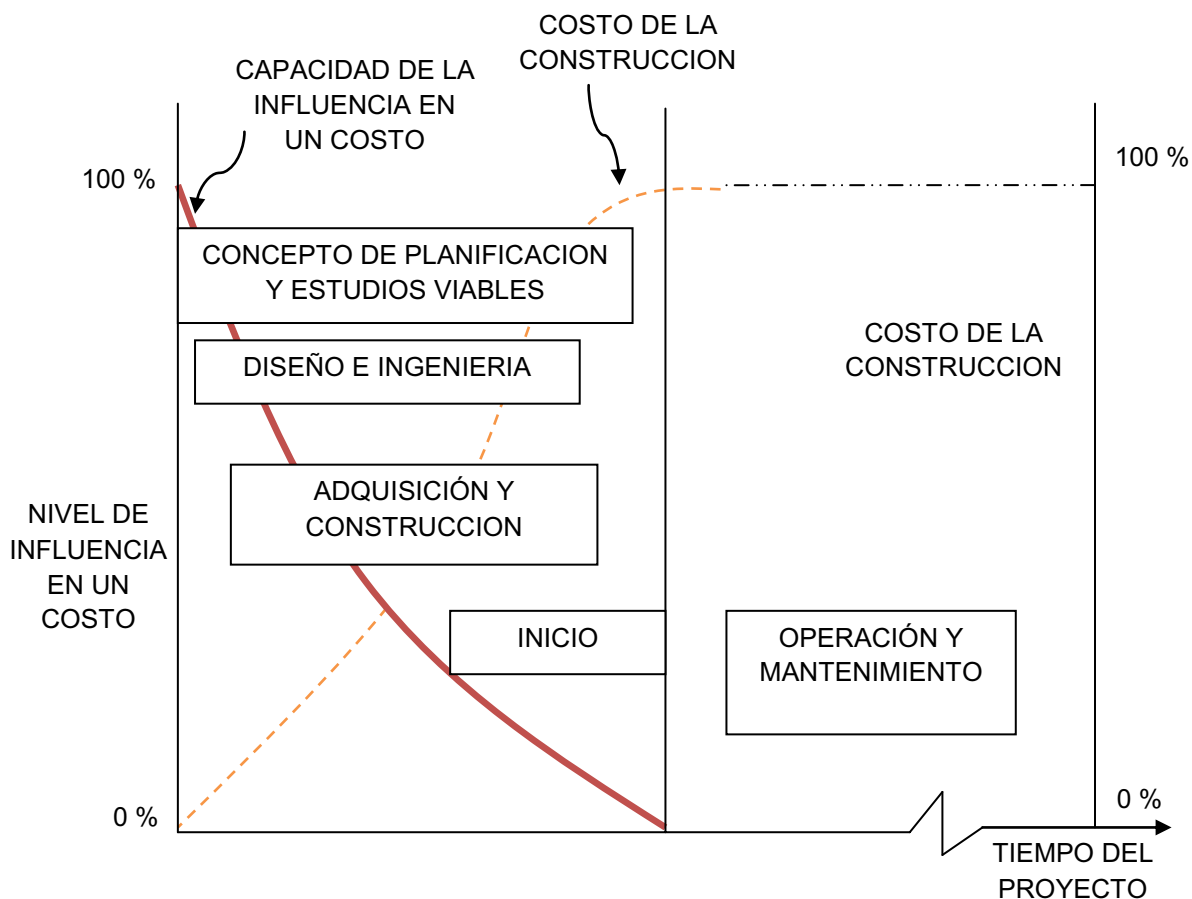 COSTO DE LA
CONSTRUCCION
CAPACIDAD DE LA
INFLUENCIA EN
UN COSTO
100 %
100 %
CONCEPTO DE PLANIFICACION
Y ESTUDIOS VIABLES
COSTO DE LA
CONSTRUCCION
DISEÑO E INGENIERIA
ADQUISICIÓN Y
CONSTRUCCION
NIVEL DE
INFLUENCIA
EN UN
COSTO
INICIO
OPERACIÓN Y
MANTENIMIENTO
0 %
0 %
TIEMPO DEL
PROYECTO